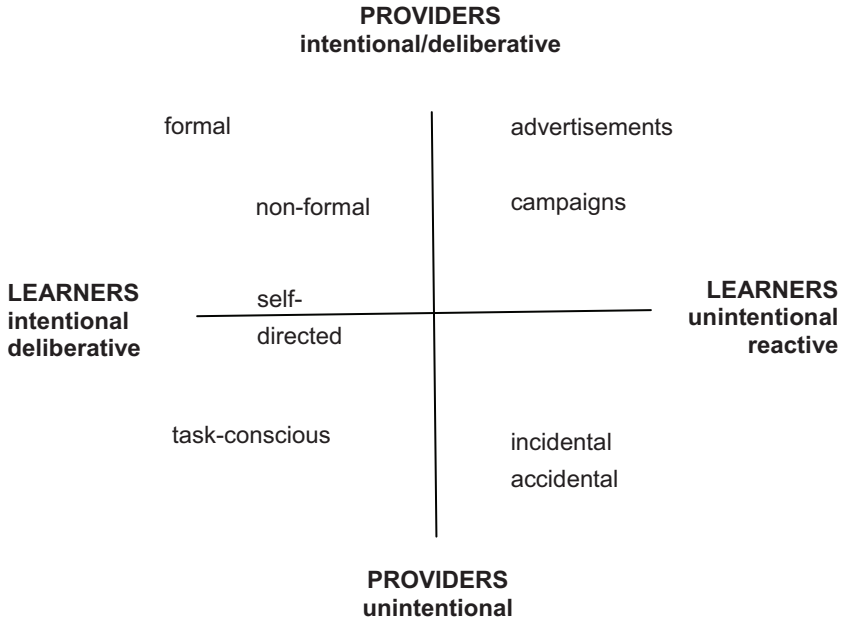 PROVIDERS
intentional/deliberative
formal
advertisements
non-formal
campaigns
LEARNERS
intentional
deliberative
self-
directed
LEARNERS
unintentional
reactive
task-conscious
incidental
accidental
PROVIDERS
unintentional